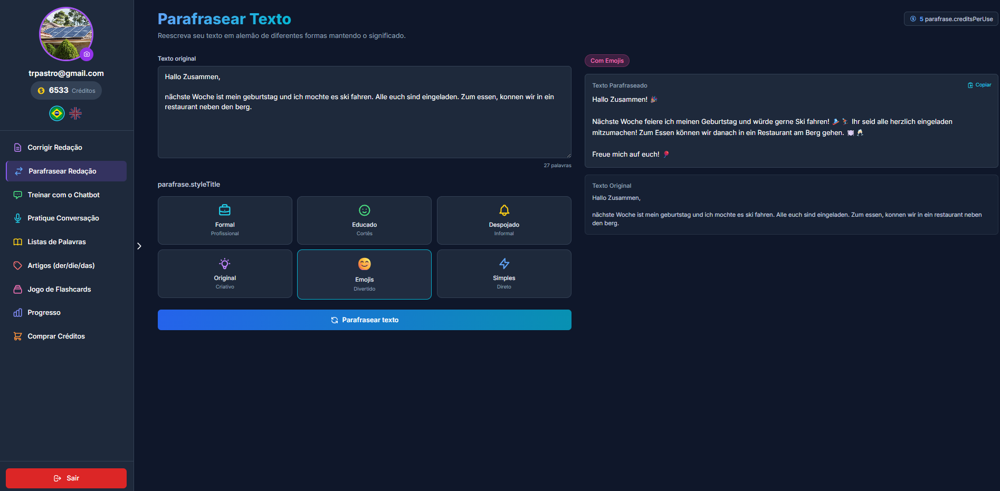 trpastro@gmail.com
6533 Créditos
Corrigir Redação
Parafrasear Redação
Treinar com o Chatbot
Pratique Conversação
Listas de Palavras
Artigos (der/die/das)
Jogo de Flashcards
Progresso
Comprar Créditos
Sair
Parafrasear Texto
Reescreva seu texto em alemão de diferentes formas mantendo o significado.
5 parafrase.creditsPerUse
Texto original
Hallo Zusammen,
nächste Woche ist mein geburtstag und ich mochte es ski fahren. Alle euch sind eingeladen. Zum essen, konnen wir in ein
restaurant neben den berg.
27 palavras
parafrase.styleTitle
Formal
Profissional
Educado
Cortês
Despojado
Informal
Original
Criativo
Emojis
Divertido
Simples
Direto
Parafrasear texto
Com Emojis
Texto Parafraseado
Copiar
Hallo Zusammen! 🎉
Nächste Woche feiere ich meinen Geburtstag und würde gerne Ski fahren! 🎿 🏂 Ihr seid alle herzlich eingeladen
mitzumachen! Zum Essen können wir danach in ein Restaurant am Berg gehen. 🍽️ 🥂
Freue mich auf euch! 🎈
Texto Original
Hallo Zusammen,
nächste Woche ist mein geburtstag und ich mochte es ski fahren. Alle euch sind eingeladen. Zum essen, konnen wir in ein restaurant neben
den berg.